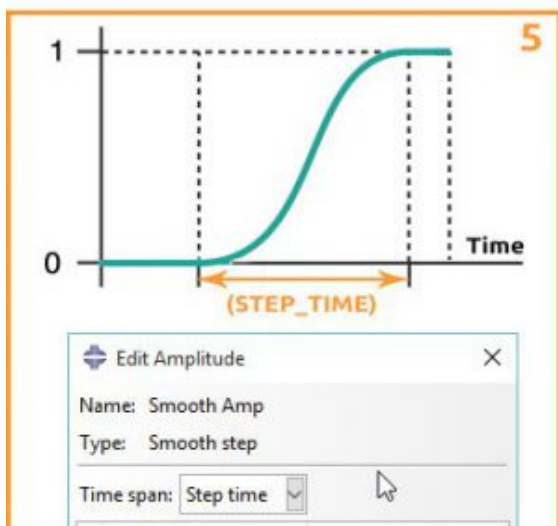 5
1
0
Time
(STEP_TIME)
Edit Amplitude
Name: Smooth Amp
Type: Smooth step
Time span: Step time